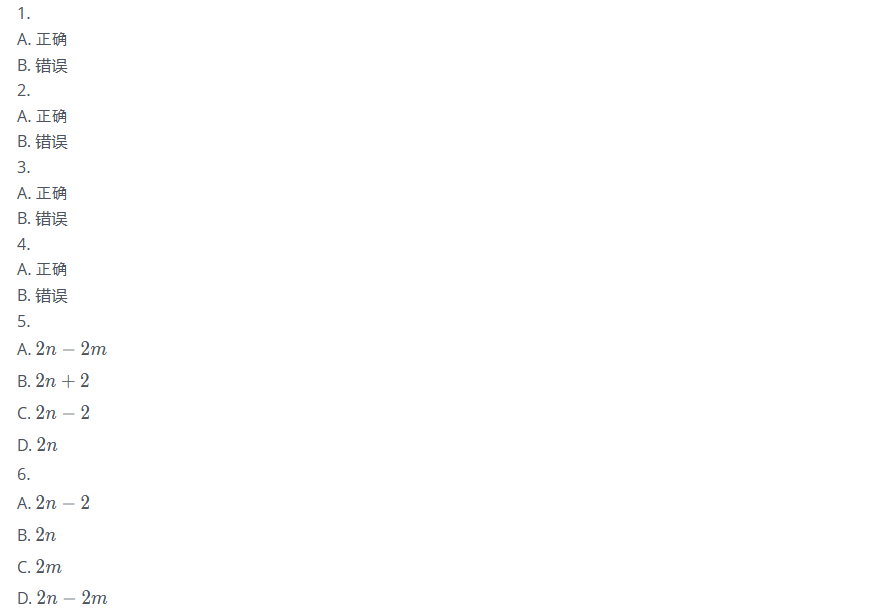 1.
A. 正确
B. 错误
2.
A. 正确
B. 错误
3.
A. 正确
B. 错误
4.
A. 正确
B. 错误
5.
A. 2n − 2m
B. 2n + 2
C. 2n − 2
D. 2n
6.
A. 2n − 2
B. 2n
C. 2m
D. 2n − 2m